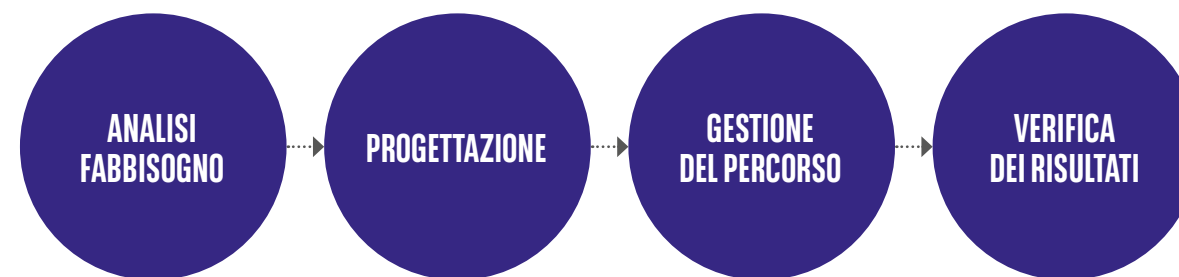 ANALISI
FABBISOGNO
PROGETTAZIONE
GESTIONE
DEL PERCORSO
VERIFICA
DEI RISULTATI